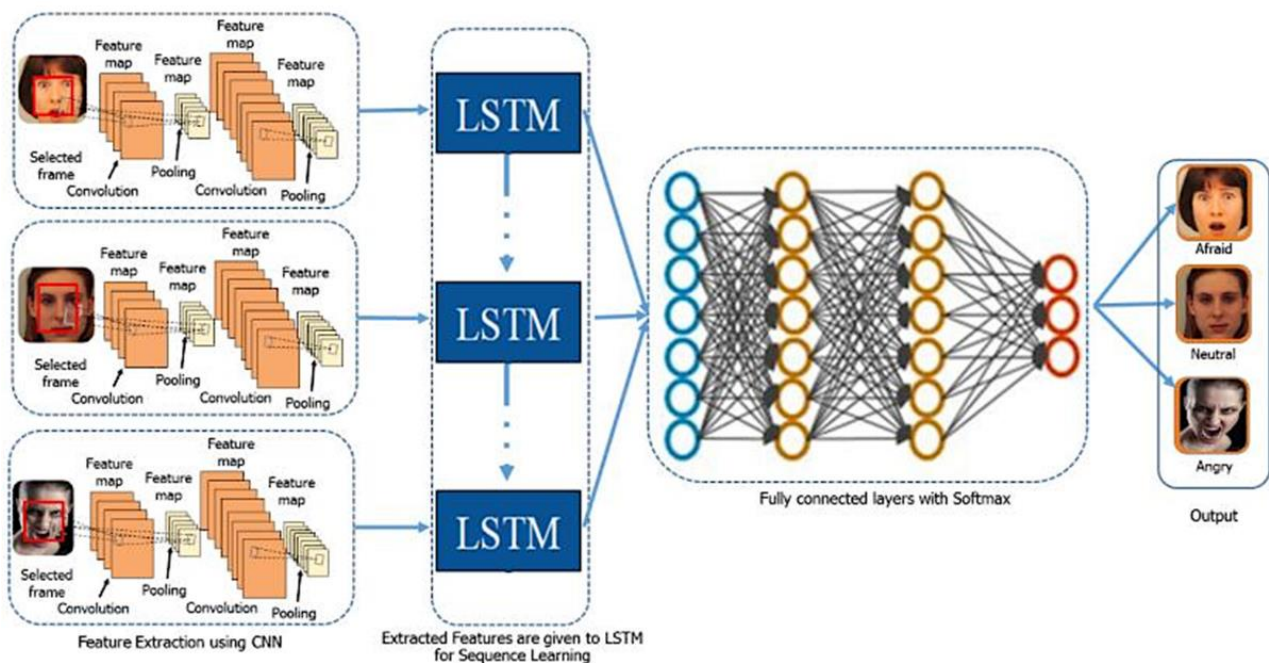 Feature
map
Feature
map
Feature
map
Feature
map
Selected
frame
Convolution
Pooling
Convolution
Pooling
Feature
map
Feature
map
Feature
map
Feature
map
Selected
frame
Convolution
Pooling
Convolution
Pooling
Feature
map
Feature
map
Feature
map
Feature
map
Selected
frame
Convolution
Pooling
Convolution
Pooling
Feature Extraction using CNN
LSTM
LSTM
LSTM
Extracted Features are given to LSTM
for Sequence Learning
Fully connected layers with Softmax
Afraid
Neutral
Angry
Output